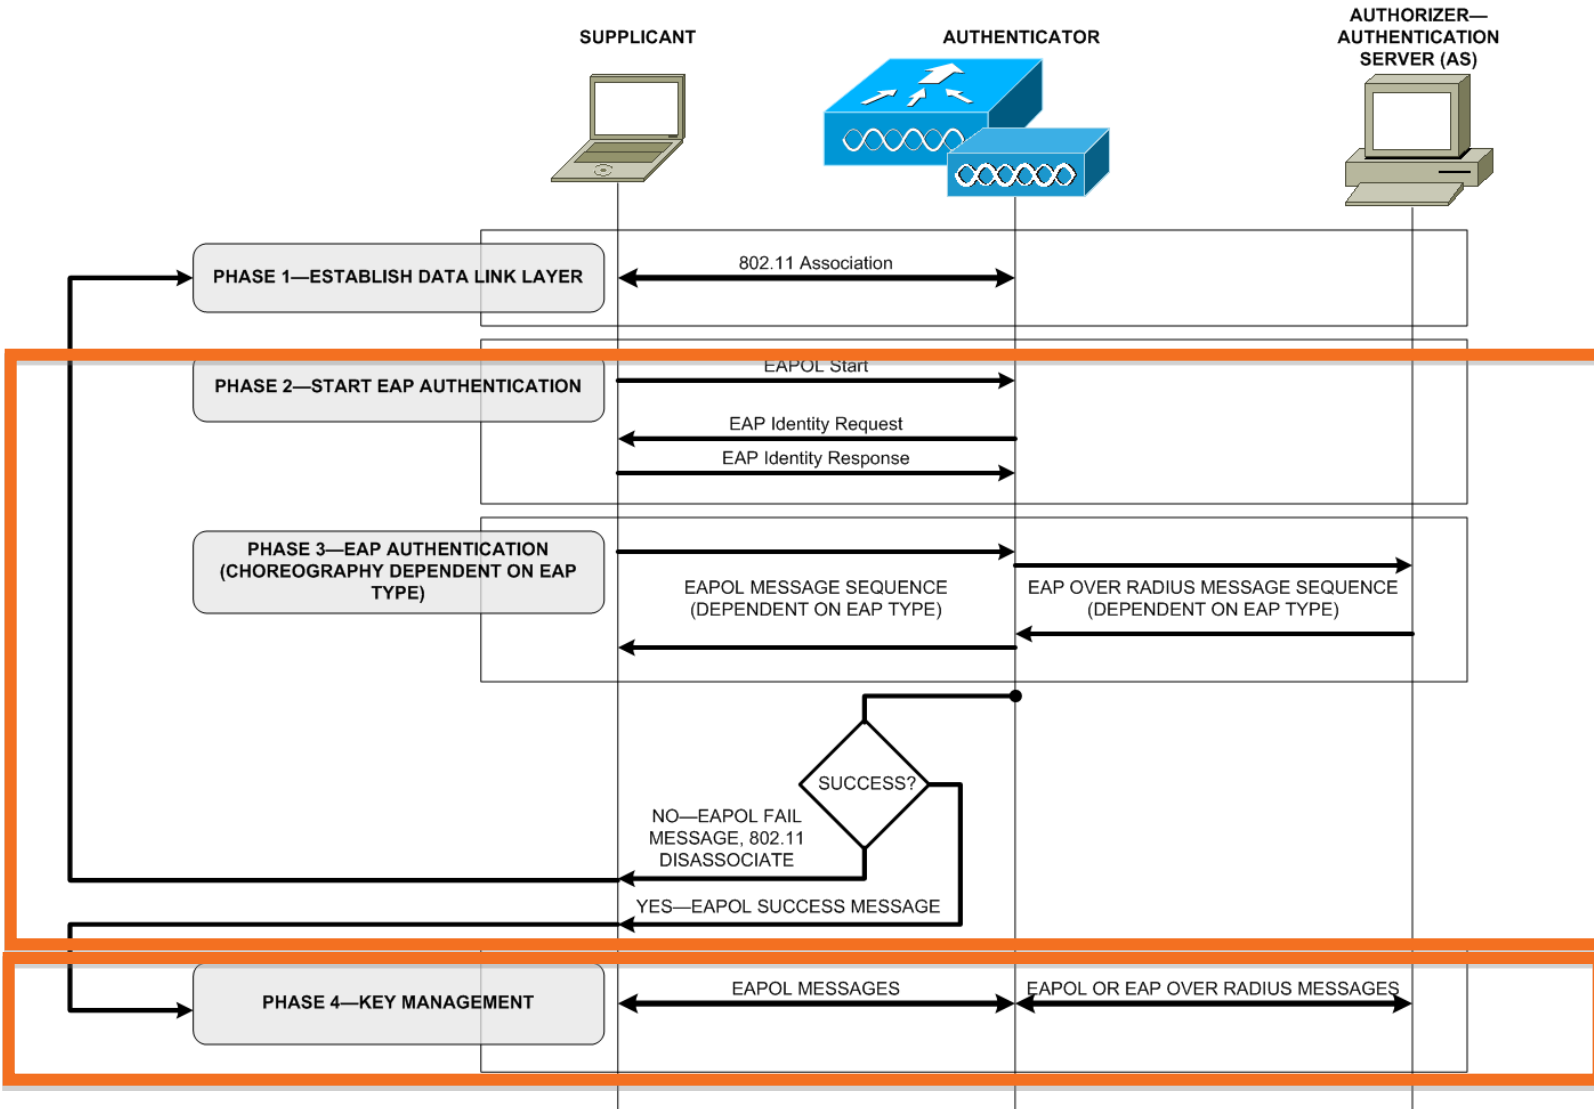 SUPPLICANT
AUTHENTICATOR
AUTHORIZER—
AUTHENTICATION
SERVER (AS)
PHASE 1—ESTABLISH DATA LINK LAYER
802.11 Association
PHASE 2—START EAP AUTHENTICATION
EAPOL Start
EAP Identity Request
EAP Identity Response
PHASE 3—EAP AUTHENTICATION
(CHOREOGRAPHY DEPENDENT ON EAP
TYPE)
EAPOL MESSAGE SEQUENCE
(DEPENDENT ON EAP TYPE)
EAP OVER RADIUS MESSAGE SEQUENCE
(DEPENDENT ON EAP TYPE)
SUCCESS?
NO—EAPOL FAIL
MESSAGE, 802.11
DISASSOCIATE
YES—EAPOL SUCCESS MESSAGE
PHASE 4—KEY MANAGEMENT
EAPOL MESSAGES
EAPOL OR EAP OVER RADIUS MESSAGES